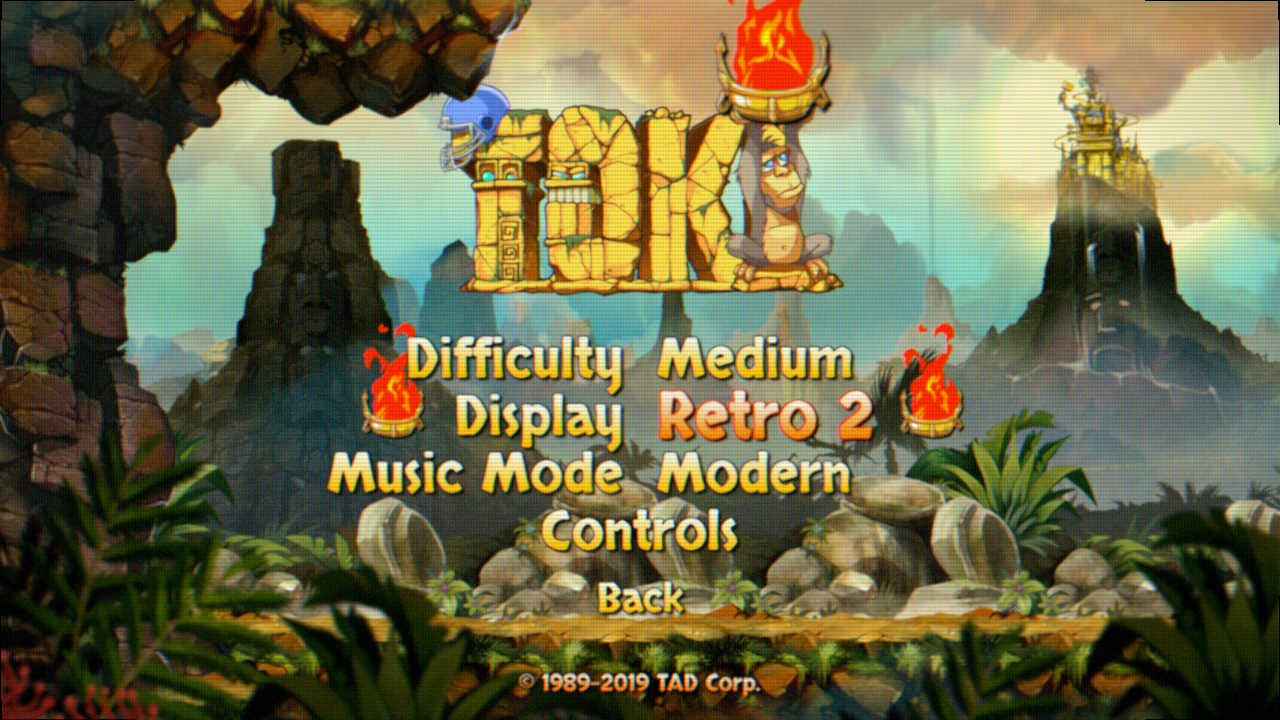 TOKI
Difficulty Medium
Display Retro 2
Music Mode Modern
Controls
Back
© 1989-2019 TAD Corp.